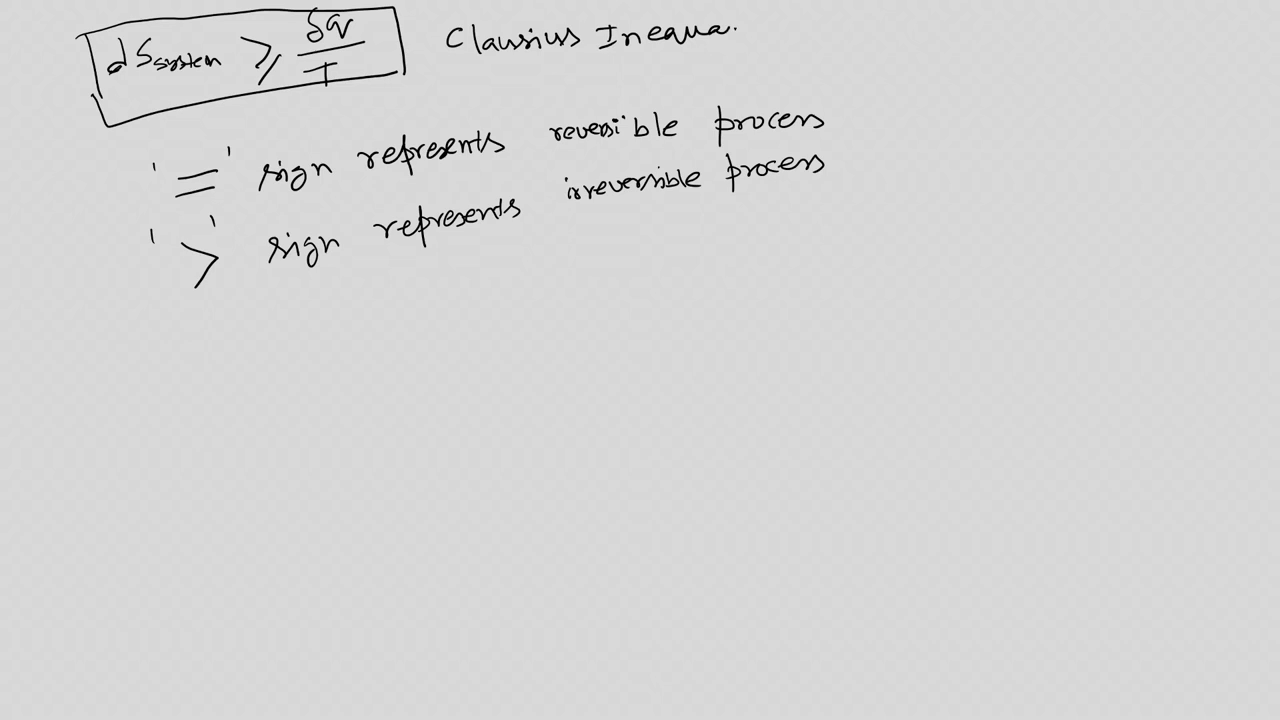 dS_system ≥ δq/T Clausius Inequa.
'=' sign represents reversible process
'>' sign represents irreversible process